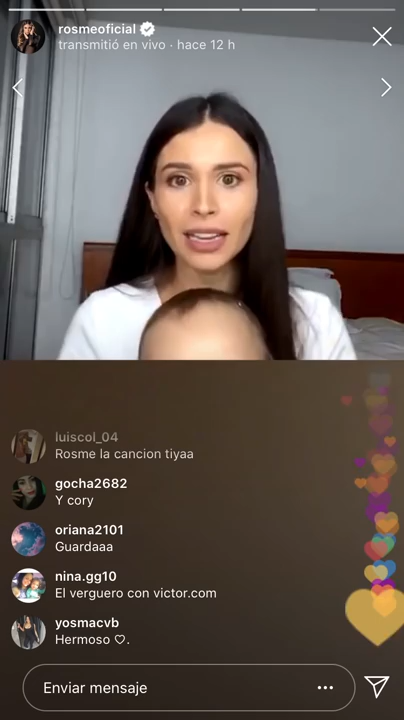 rosmeoficial
transmitió en vivo · hace 12 h
luiscol_04
Rosme la cancion tiyaa
gocha2682
Y cory
oriana2101
Guardaaa
nina.gg10
El verguero con victor.com
yosmacvb
Hermoso ♡.
Enviar mensaje